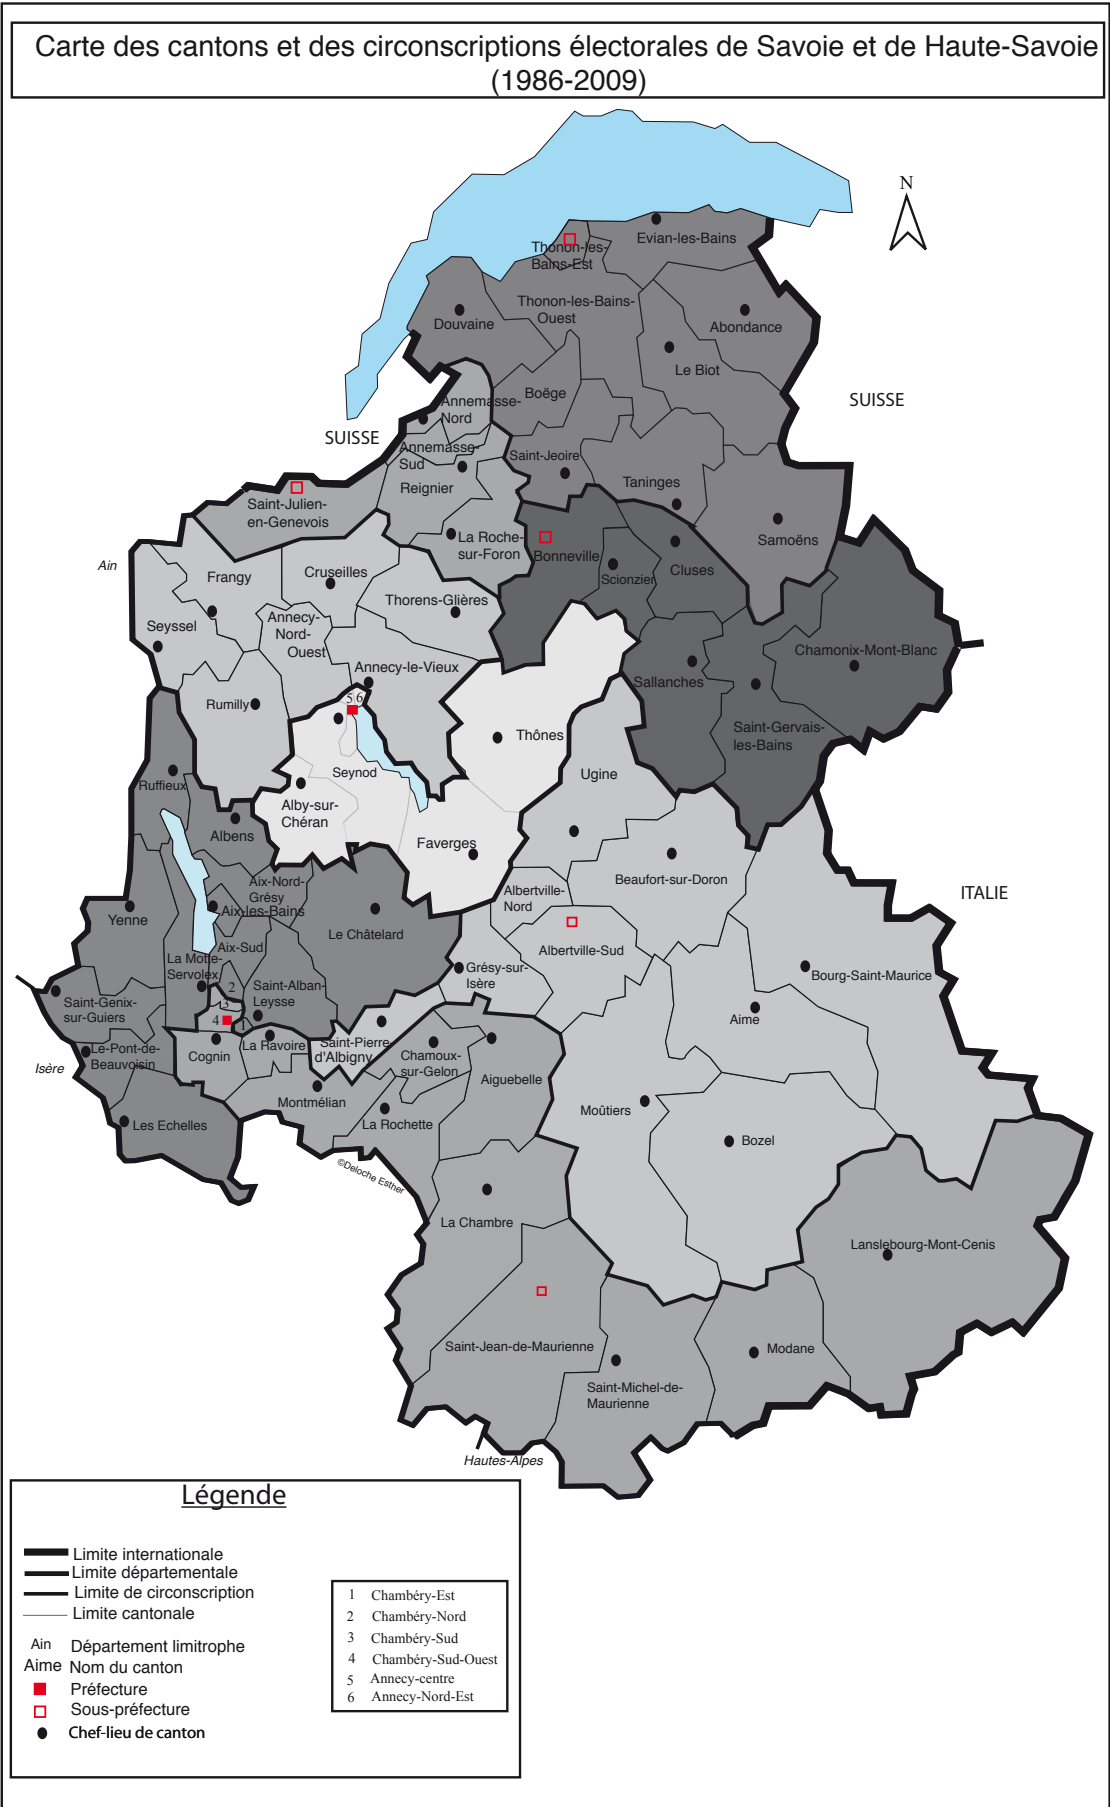 Carte des cantons et des circonscriptions électorales de Savoie et de Haute-Savoie
(1986-2009)
N
Evian-les-Bains
Thonon-les-
Bains-Est
Thonon-les-Bains-
Ouest
Douvaine
Abondance
Le Biot
SUISSE
Boëge
Annemasse-
Nord
SUISSE
Annemasse-
Sud
Saint-Jeoire
Reignier
Taninges
Saint-Julien-
en-Genevois
La Roche-
sur-Foron
Samoëns
Bonneville
Ain
Cluses
Scionzier
Frangy
Cruseilles
Thorens-Glières
Seyssel
Annecy-
Nord-
Ouest
Chamonix-Mont-Blanc
Annecy-le-Vieux
Sallanches
5
6
Rumilly
Thônes
Saint-Gervais-
les-Bains
Seynod
Ugine
Ruffieux
Alby-sur-
Chéran
Albens
Faverges
Beaufort-sur-Doron
Aix-Nord-
Grésy
Albertville-
Nord
ITALIE
Aix-les-Bains
Yenne
Le Châtelard
Aix-Sud
Albertville-Sud
La Motte-
Servolex
Grésy-sur-
Isère
Bourg-Saint-Maurice
2
Saint-Alban-
Leysse
Saint-Genix-
sur-Guiers
3
4
1
Aime
La Ravoire
Saint-Pierre
d'Albigny
Le-Pont-de-
Beauvoisin
Cognin
Chamoux-
sur-Gelon
Isère
Aiguebelle
Montmélian
Moûtiers
Les Echelles
La Rochette
Bozel
©Deloche Esther
La Chambre
Lanslebourg-Mont-Cenis
Saint-Jean-de-Maurienne
Modane
Saint-Michel-de-
Maurienne
Hautes-Alpes
Légende
Limite internationale
Limite départementale
Limite de circonscription
Limite cantonale
Ain Département limitrophe
Aime Nom du canton
Préfecture
Sous-préfecture
Chef-lieu de canton
1 Chambéry-Est
2 Chambéry-Nord
3 Chambéry-Sud
4 Chambéry-Sud-Ouest
5 Annecy-centre
6 Annecy-Nord-Est